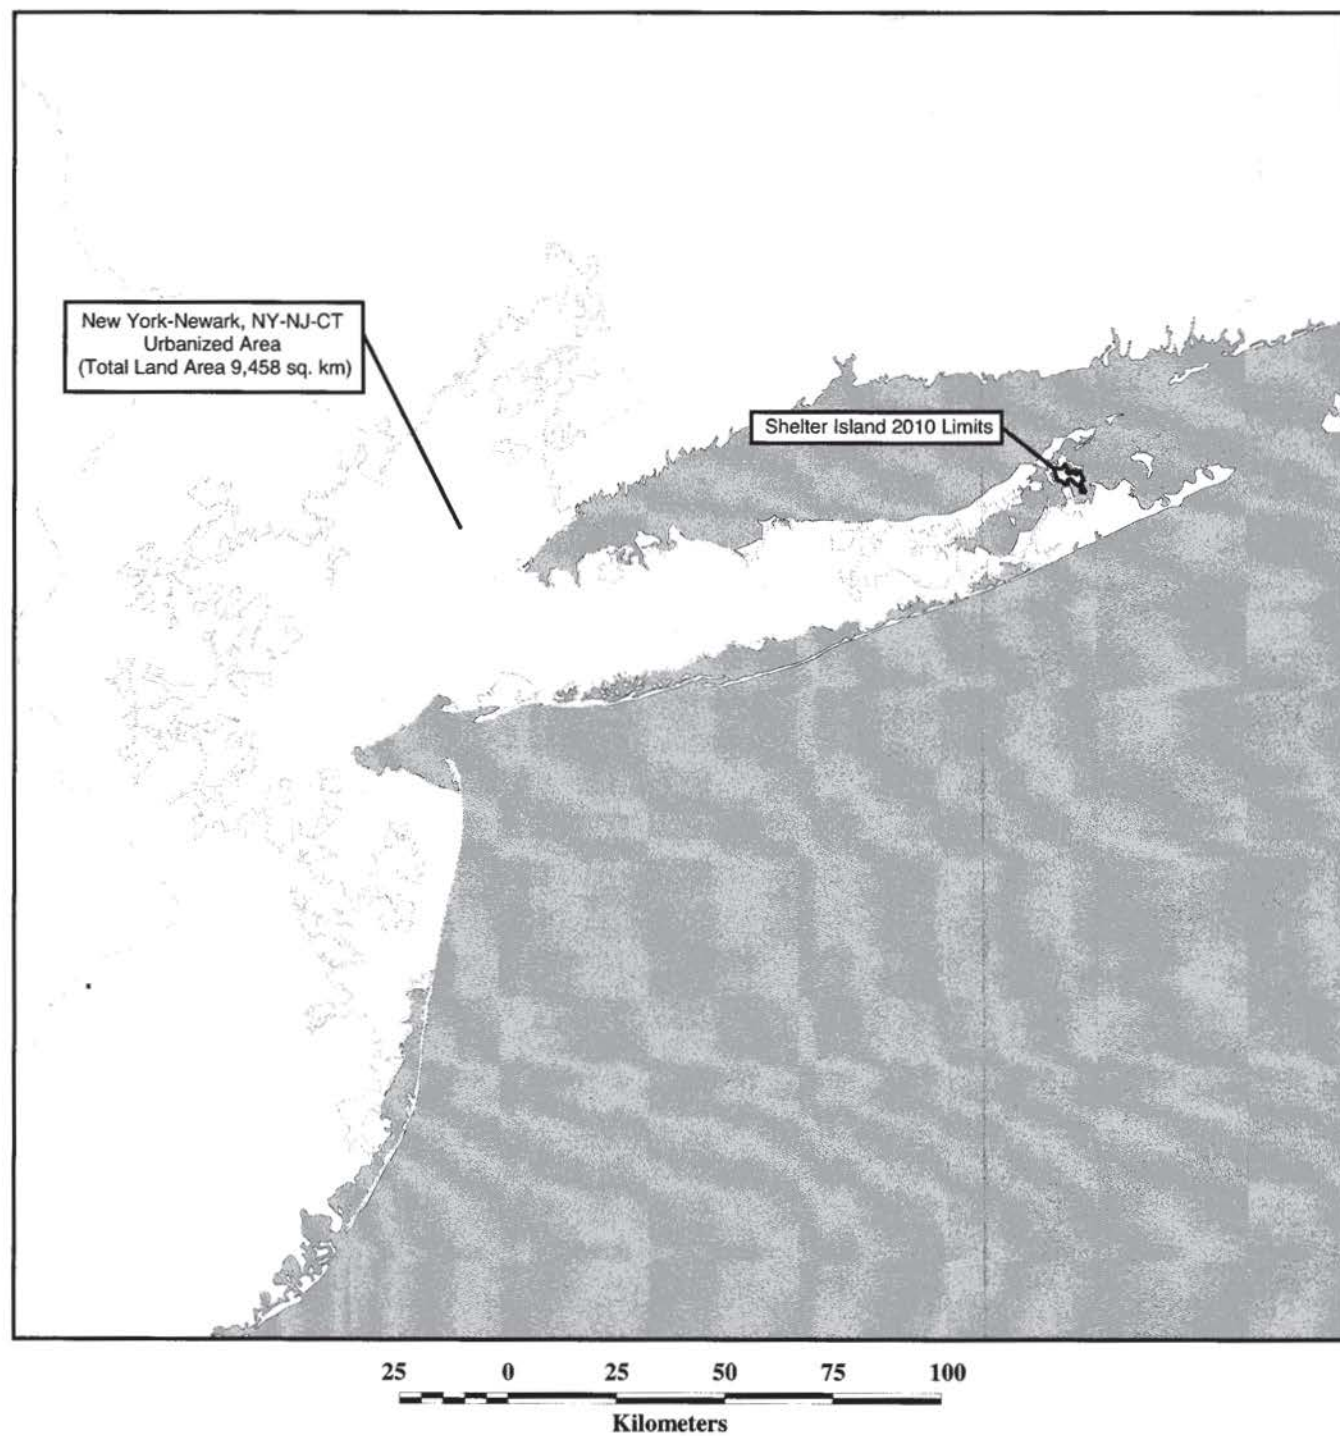 New York-Newark, NY-NJ-CT
Urbanized Area
(Total Land Area 9,458 sq. km)
Shelter Island 2010 Limits
25 0 25 50 75 100
Kilometers